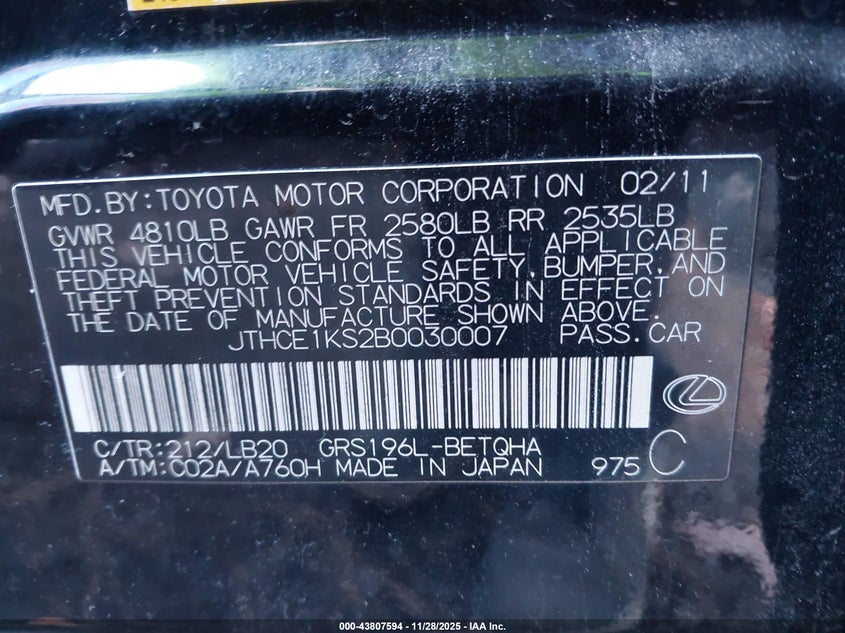 MFD.BY:TOYOTA MOTOR CORPORATION 02/11
GVWR 4810LB GAWR FR 2580LB RR 2535LB
THIS VEHICLE CONFORMS TO ALL APPLICABLE
FEDERAL MOTOR VEHICLE SAFETY,BUMPER,AND
THEFT PREVENTION STANDARDS IN EFFECT ON
THE DATE OF MANUFACTURE SHOWN ABOVE.
JTHCE1KS2B0030007 PASS.CAR
C/TR:212/LB20 GRS196L-BETQHA
A/TM:C02A/A760H MADE IN JAPAN 975 C
000-43807594 - 11/28/2025 - IAA Inc.